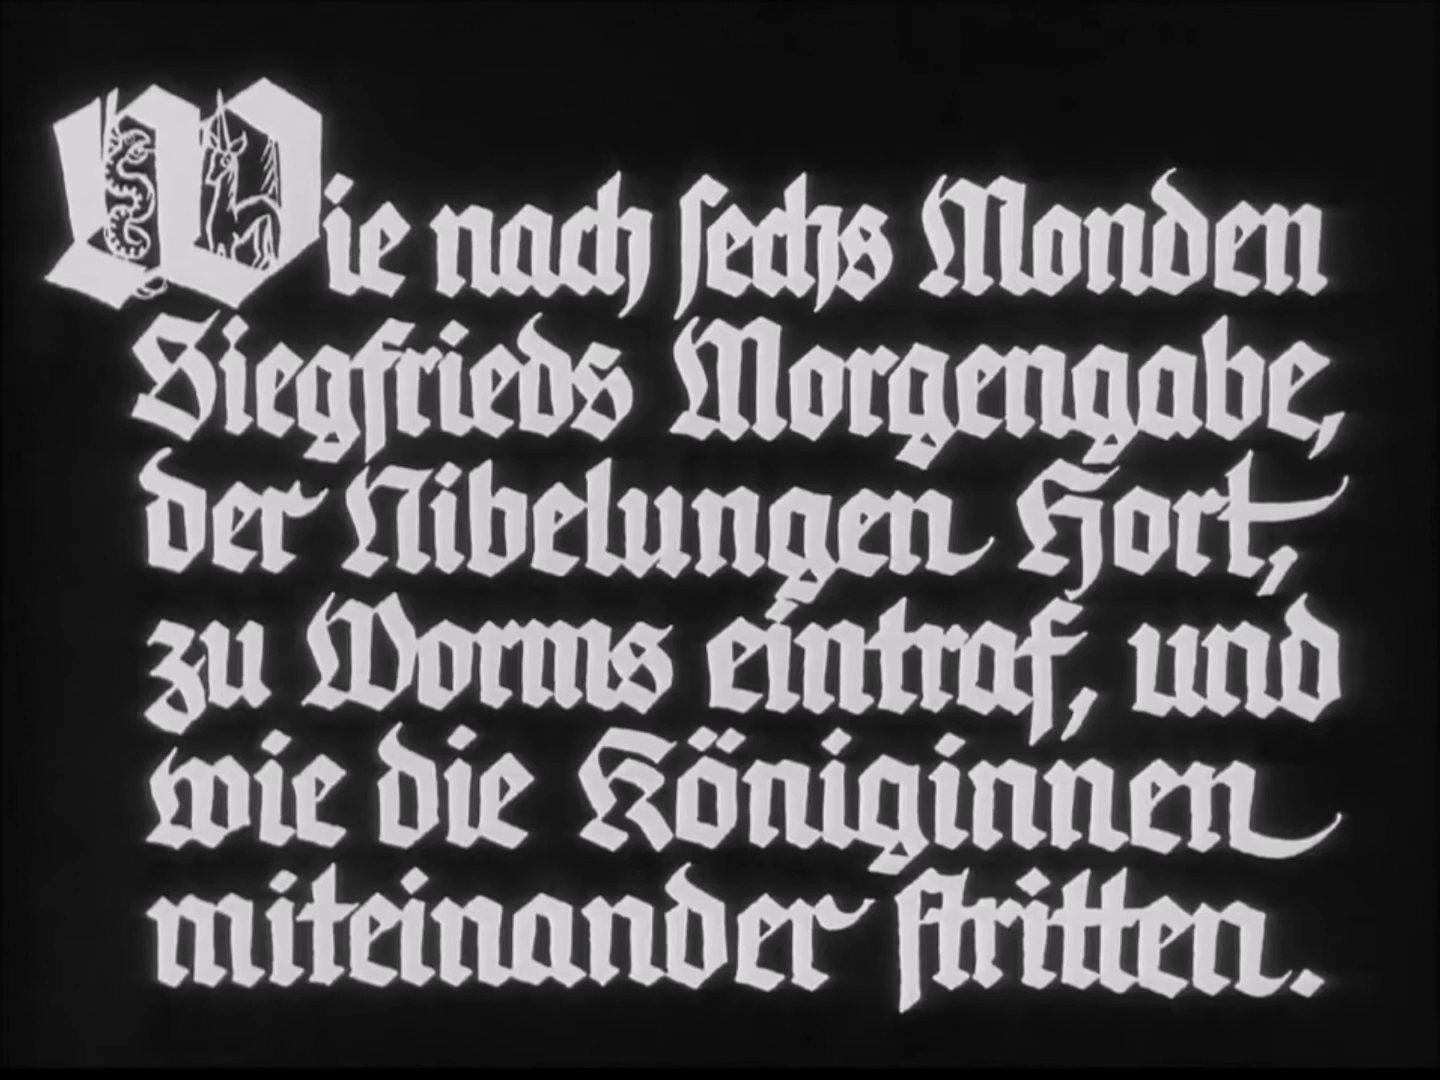 Wie nach sechs Monden
Siegfrieds Morgengabe,
der Nibelungen Hort,
zu Worms eintraf, und
wie die Königinnen
miteinander stritten.